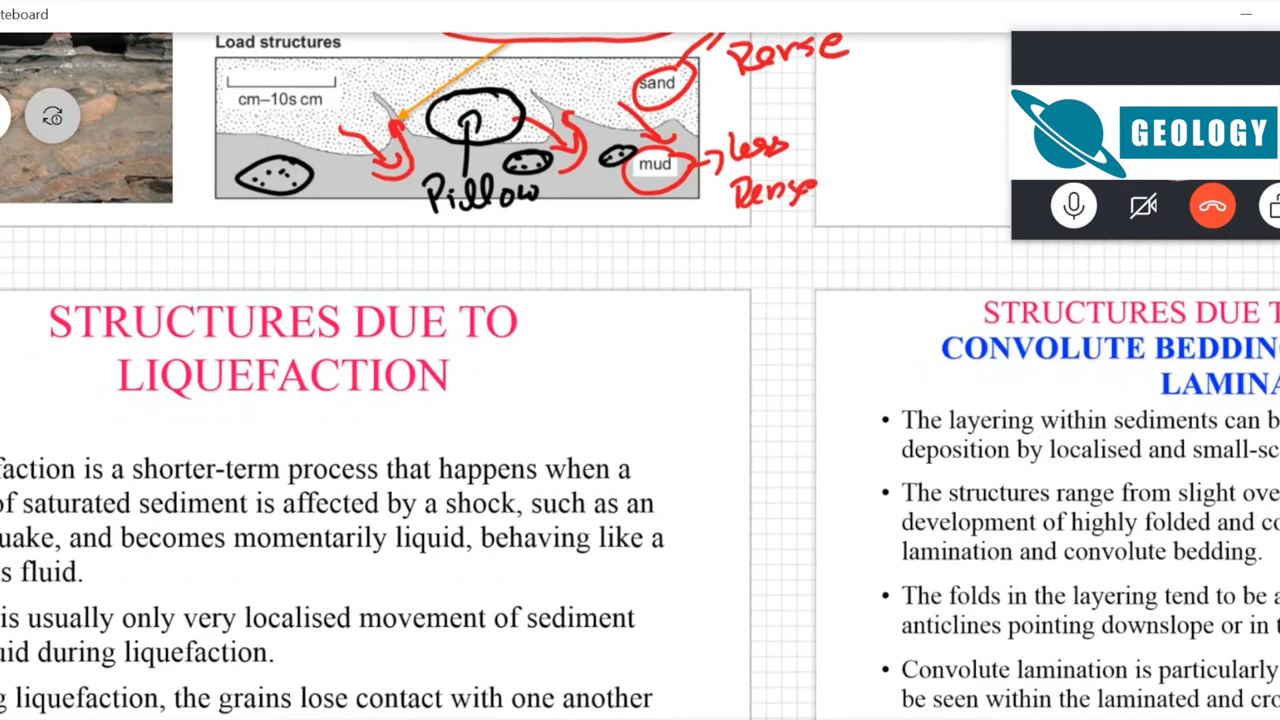 teboard
Load structures
cm–10s cm
sand
mud
Pillow
Dense
Less
Dense
GEOLOGY
STRUCTURES DUE TO
LIQUEFACTION
faction is a shorter-term process that happens when a
of saturated sediment is affected by a shock, such as an
uake, and becomes momentarily liquid, behaving like a
s fluid.
is usually only very localised movement of sediment
uid during liquefaction.
g liquefaction, the grains lose contact with one another
STRUCTURES DUE T
CONVOLUTE BEDDING
LAMINA
• The layering within sediments can b
deposition by localised and small-sc
• The structures range from slight ove
development of highly folded and co
lamination and convolute bedding.
• The folds in the layering tend to be a
anticlines pointing downslope or in t
• Convolute lamination is particularly
be seen within the laminated and cro